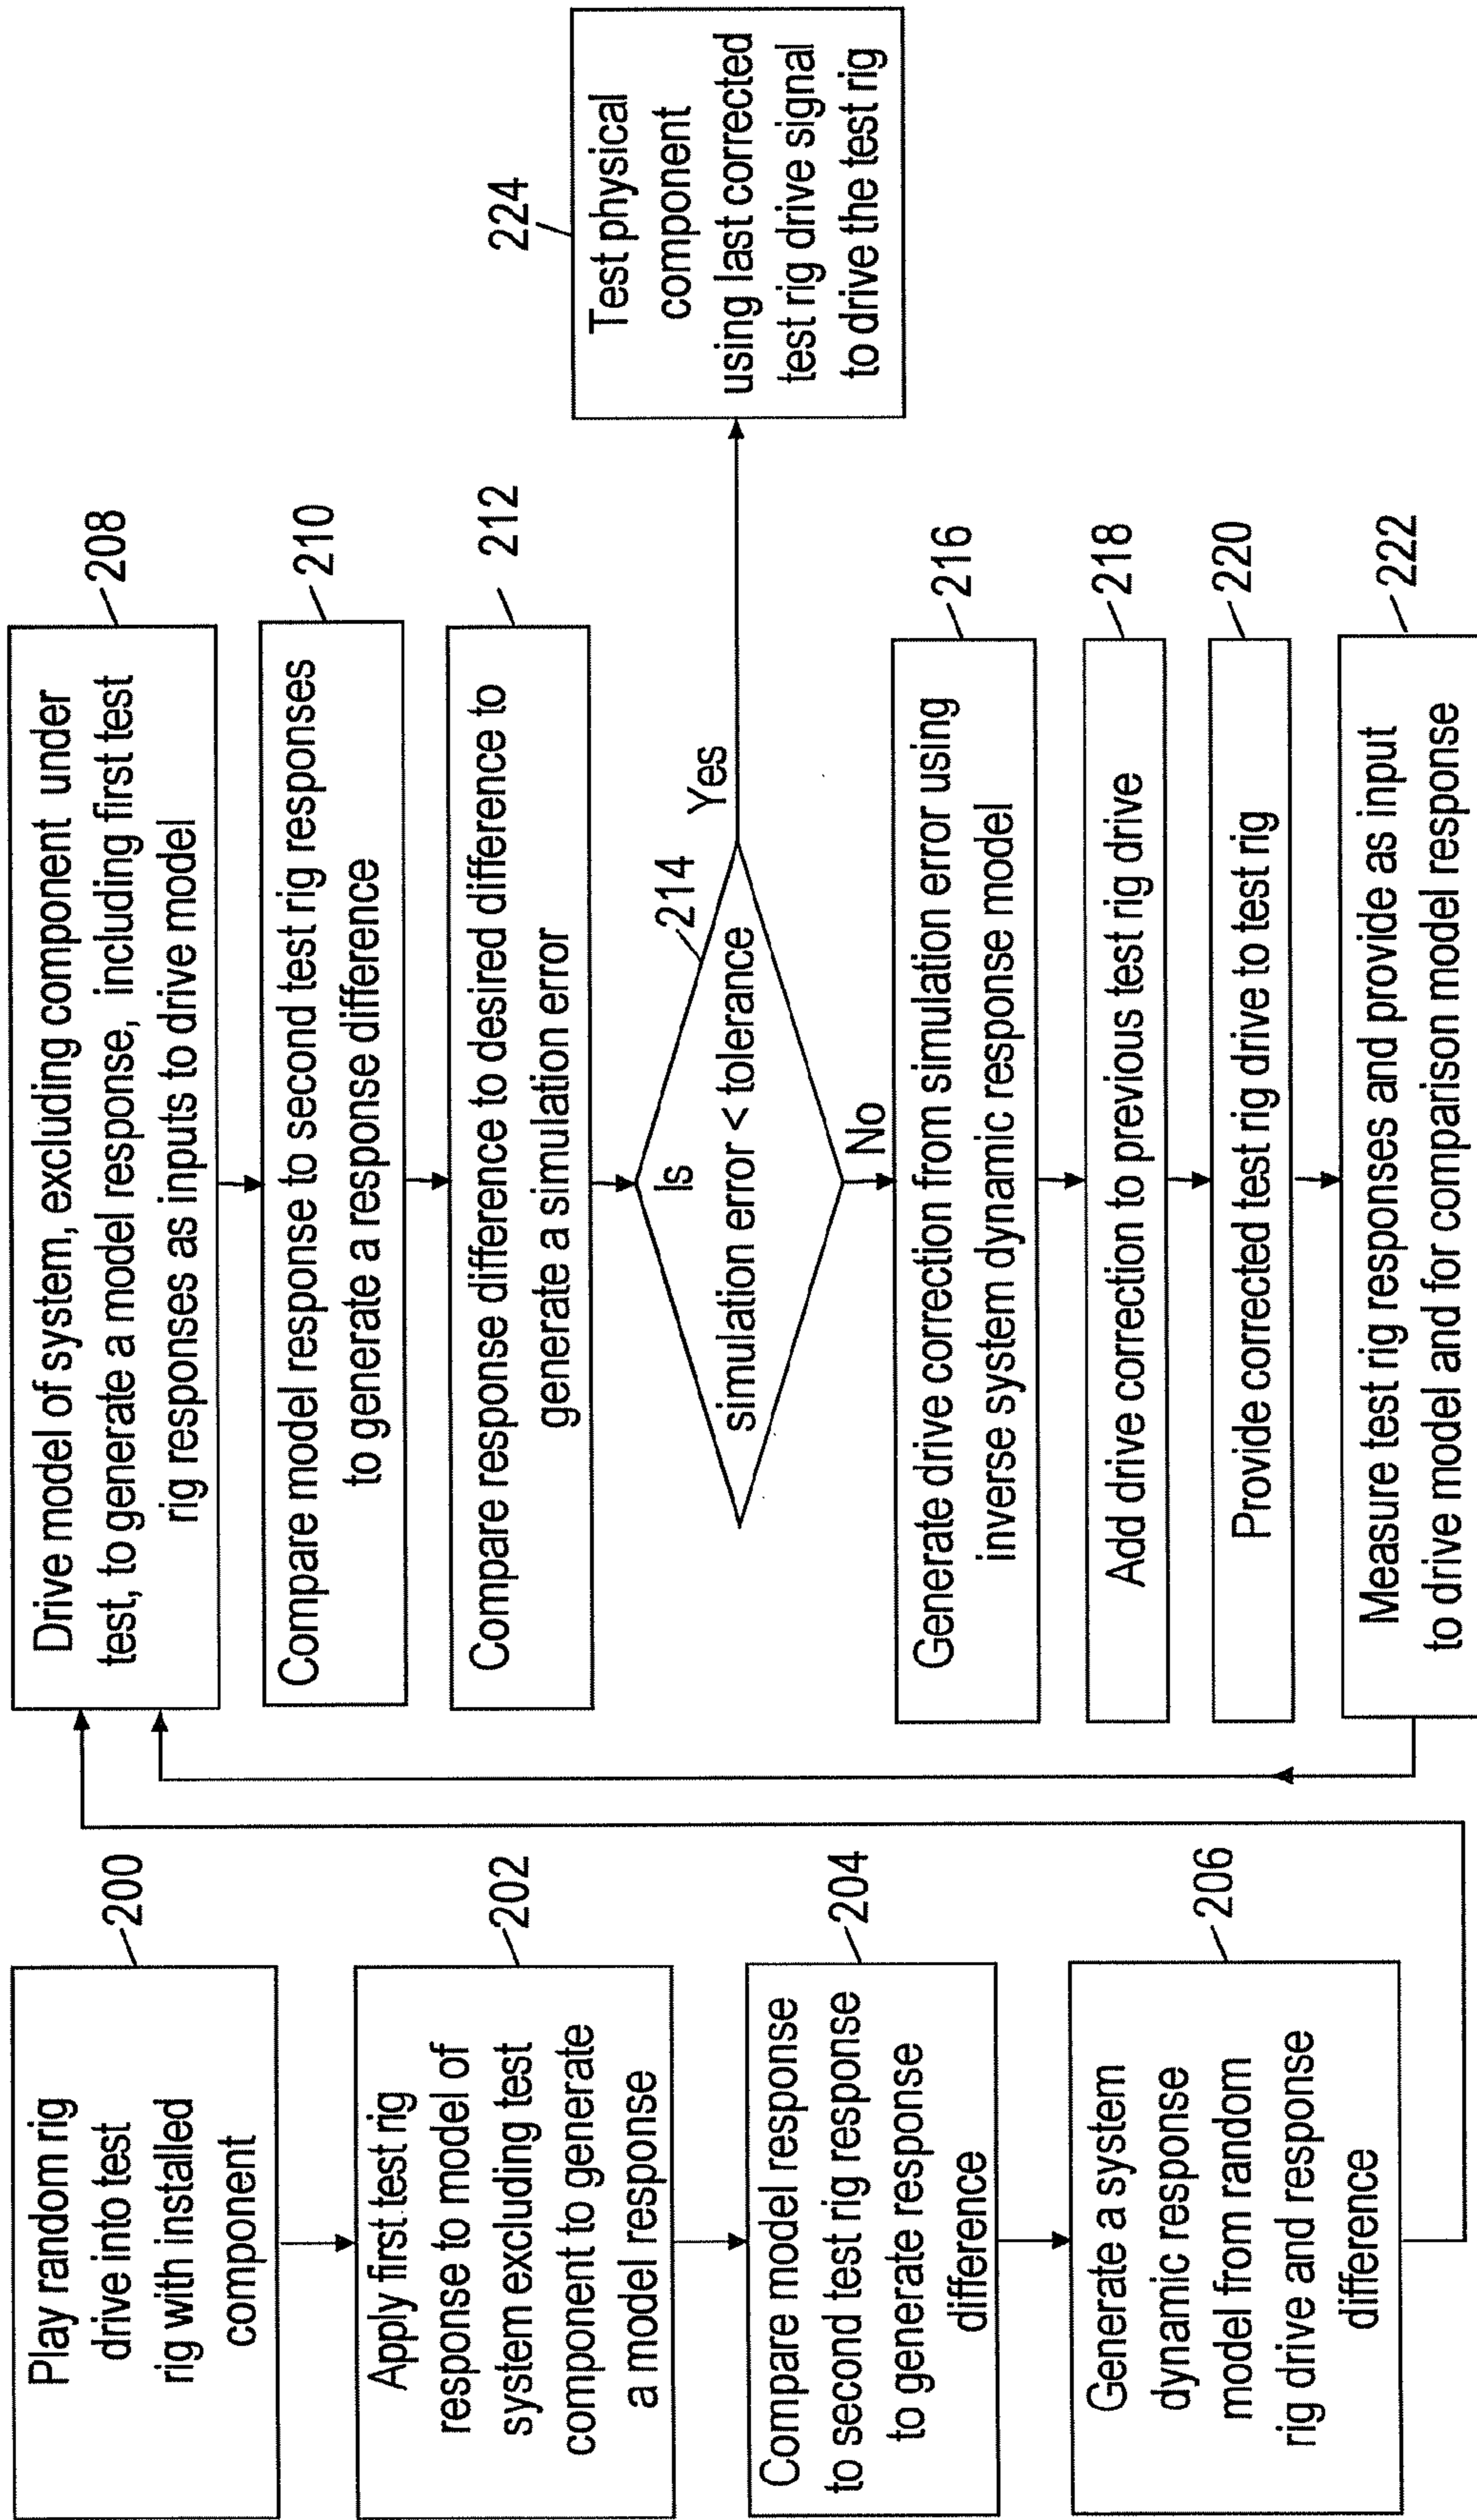 Play random rig
drive into test
rig with installed
component
200
Apply first test rig
response to model of
system excluding test
component to generate
a model response
202
Compare model response
to second test rig response
to generate response
difference
204
Generate a system
dynamic response
model from random
rig drive and response
difference
206
Drive model of system, excluding component under
test, to generate a model response, including first test
rig responses as inputs to drive model
208
Compare model response to second test rig responses
to generate a response difference
210
Compare response difference to desired difference to
generate a simulation error
212
Is
simulation error < tolerance
214
Yes
No
Generate drive correction from simulation error using
inverse system dynamic response model
216
Add drive correction to previous test rig drive
218
Provide corrected test rig drive to test rig
220
Measure test rig responses and provide as input
to drive model and for comparison model response
222
Test physical
component
using last corrected
test rig drive signal
to drive the test rig
224